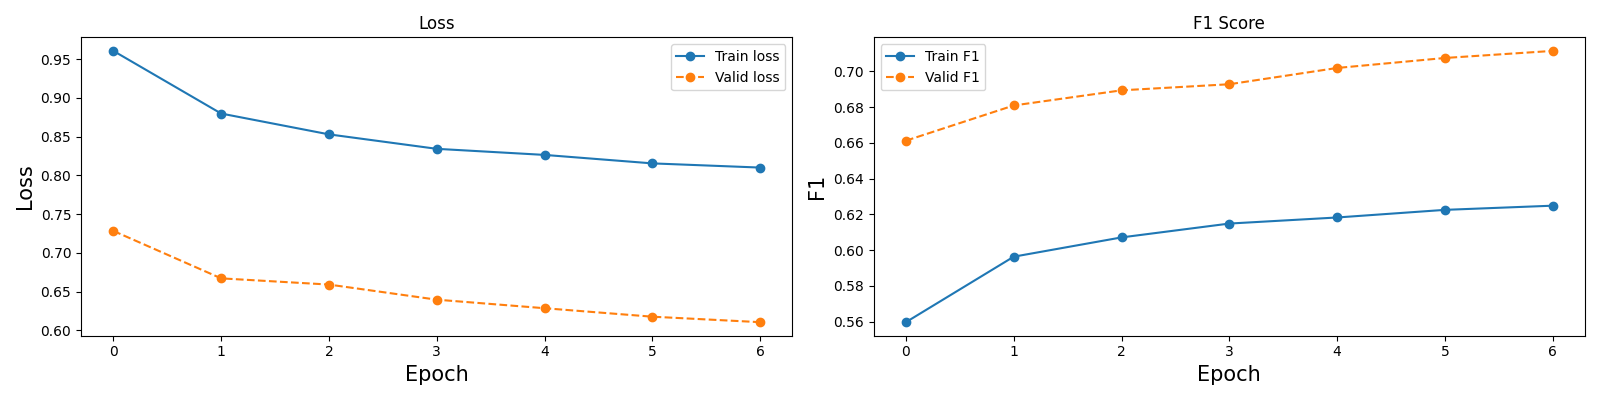 Loss
Train loss
Valid loss
0.95
0.90
0.85
0.80
0.75
0.70
0.65
0.60
Loss
0 1 2 3 4 5 6
Epoch
F1 Score
Train F1
Valid F1
0.70
0.68
0.66
0.64
0.62
0.60
0.58
0.56
F1
0 1 2 3 4 5 6
Epoch